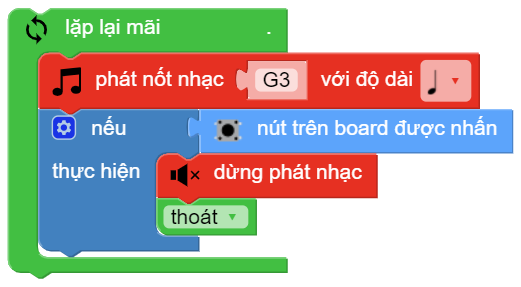 lặp lại mãi .
phát nốt nhạc G3 với độ dài
nếu nút trên board được nhấn
thực hiện dừng phát nhạc
thoát